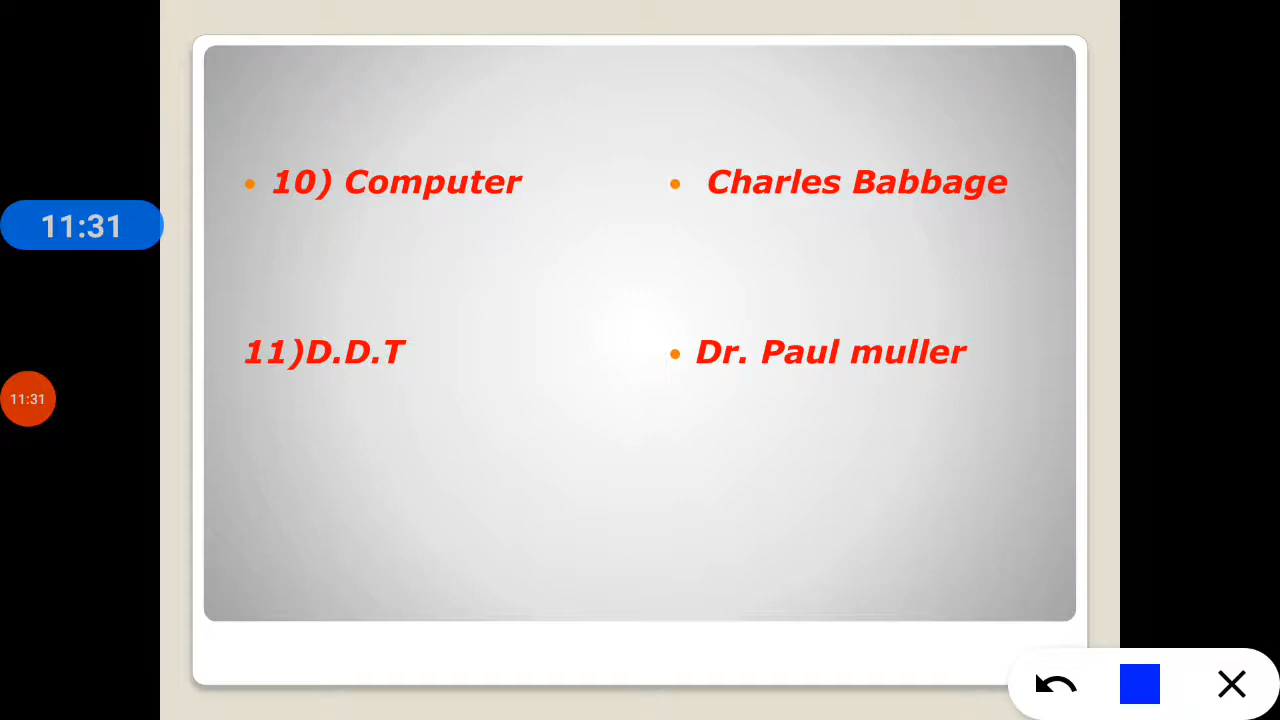 10) Computer
Charles Babbage
11:31
11)D.D.T
Dr. Paul muller
11:31